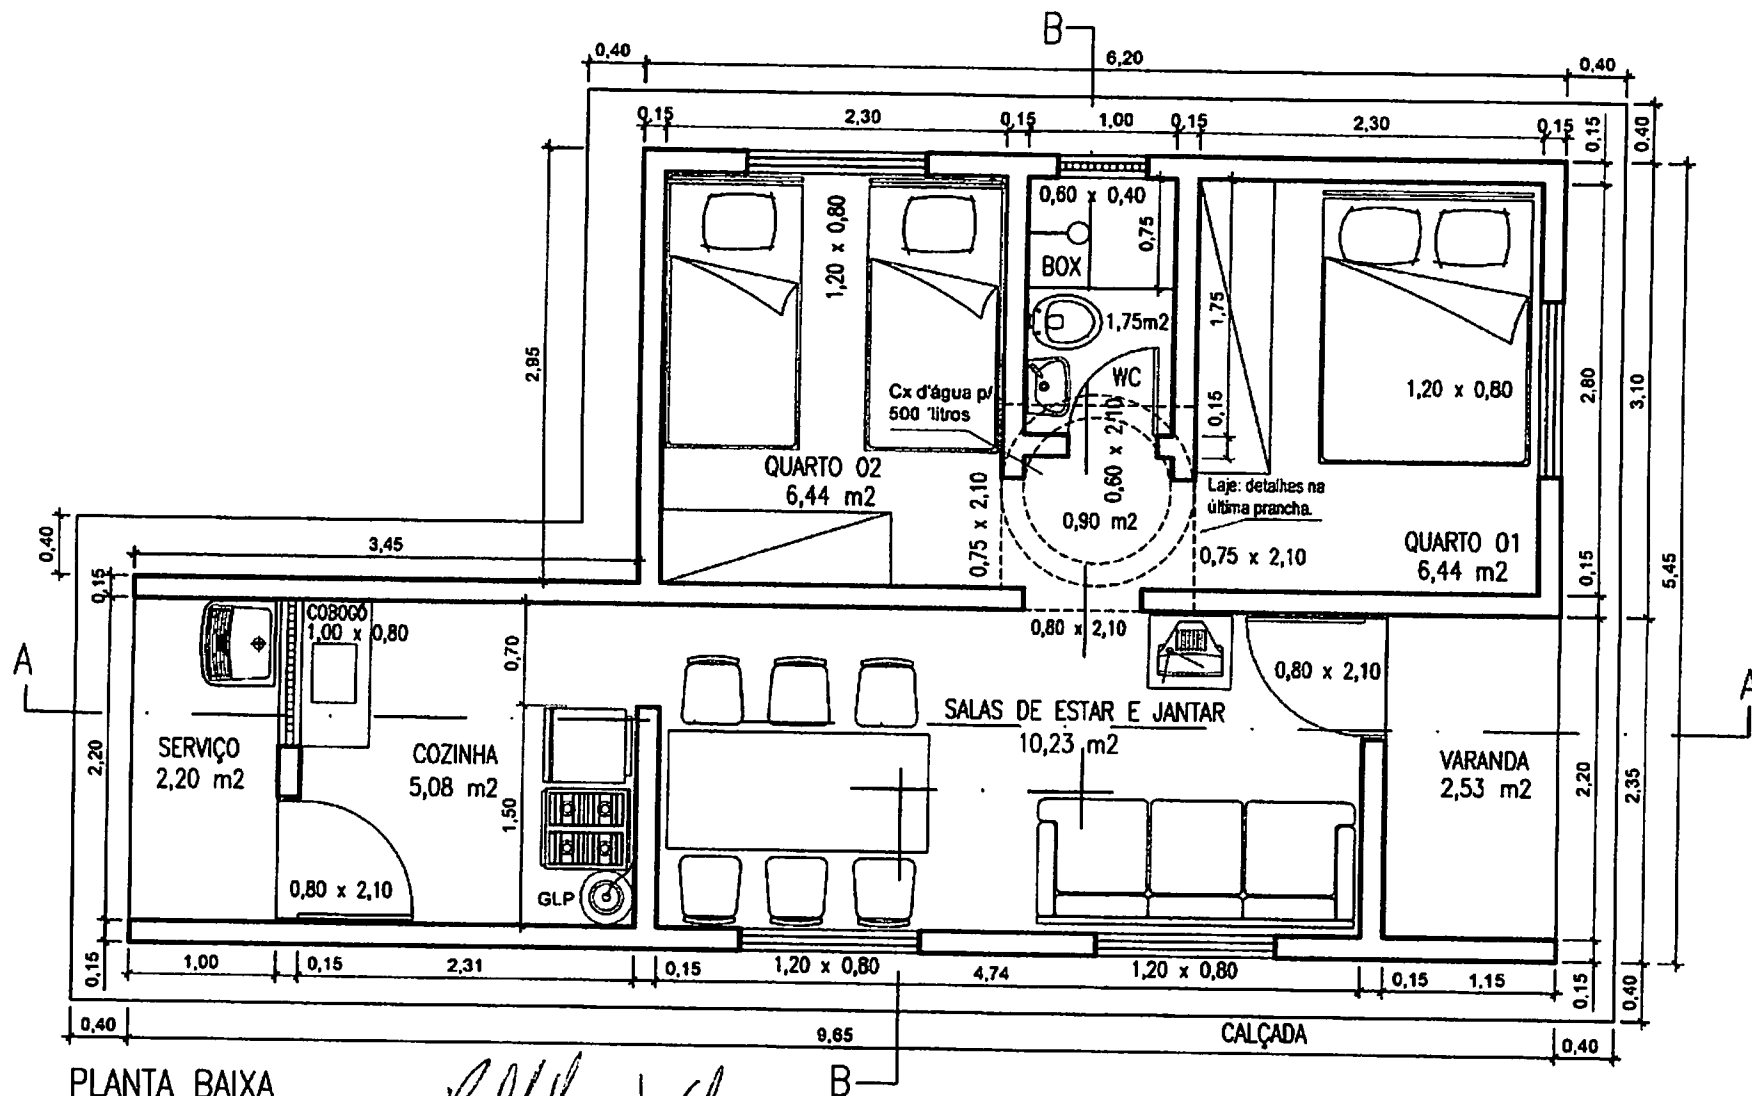 B
0,40
6,20
0,40
0,15
2,30
0,15
1,00
0,15
2,30
0,15
0,15
0,40
0,60 x 0,40
1,20 x 0,80
0,75
BOX
2,95
1,75m2
1,75
WC
Cx d'água p/
500 litros
0,15
1,20 x 0,80
2,80
3,10
QUARTO 02
6,44 m2
0,75 x 2,10
0,60 x 2,10
0,90 m2
Laje: detalhes na
última prancha.
0,75 x 2,10
QUARTO 01
6,44 m2
0,15
5,45
0,40
3,45
0,15
COBOGÓ
1,00 x 0,80
0,70
0,80 x 2,10
0,80 x 2,10
A
A
SERVIÇO
2,20 m2
COZINHA
5,08 m2
SALAS DE ESTAR E JANTAR
10,23 m2
VARANDA
2,53 m2
2,20
1,50
2,20
2,35
0,80 x 2,10
GLP
0,15
1,00
0,15
2,31
0,15
1,20 x 0,80
4,74
1,20 x 0,80
0,15
1,15
0,15
0,40
0,40
9,65
CALÇADA
0,40
PLANTA BAIXA
B